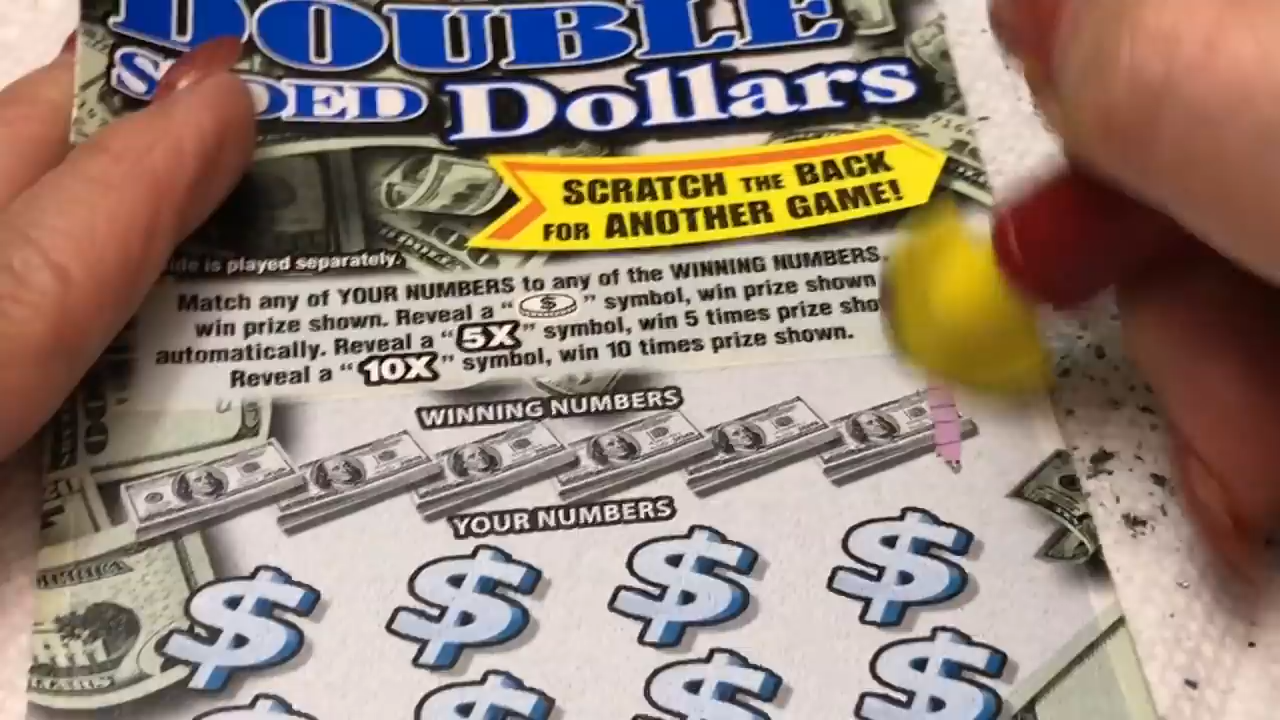 DOUBLE
SIDED Dollars
SCRATCH THE BACK
FOR ANOTHER GAME!
is played separately.
Match any of YOUR NUMBERS to any of the WINNING NUMBERS,
win prize shown. Reveal a "$" symbol, win prize shown
automatically. Reveal a "5X" symbol, win 5 times prize sho
Reveal a "10X" symbol, win 10 times prize shown.
WINNING NUMBERS
YOUR NUMBERS
$ $ $ $
$ $ $ $